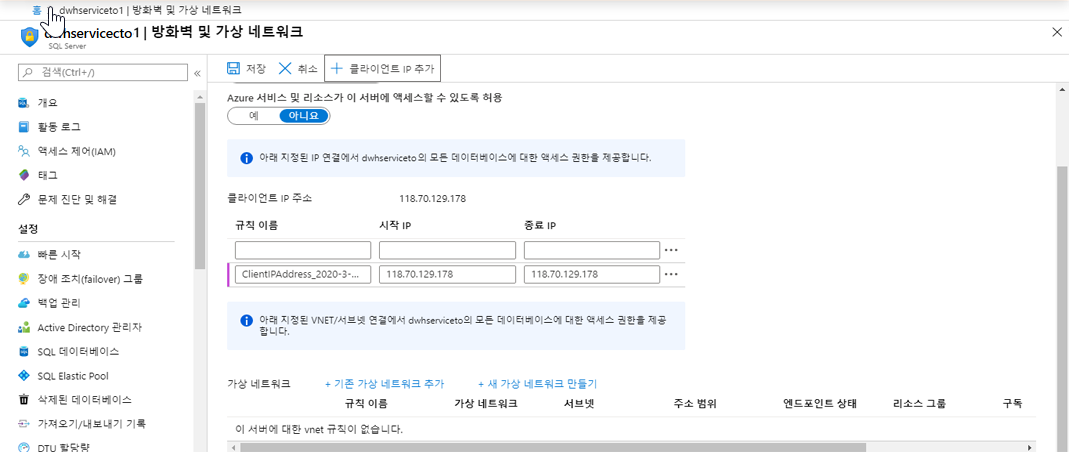 홈 dwhserviceto1 | 방화벽 및 가상 네트워크
dwhservicecto1 | 방화벽 및 가상 네트워크
SQL Server
검색(Ctrl+/)
«
저장
취소
클라이언트 IP 추가
개요
활동 로그
액세스 제어(IAM)
태그
문제 진단 및 해결
설정
빠른 시작
장애 조치(failover) 그룹
백업 관리
Active Directory 관리자
SQL 데이터베이스
SQL Elastic Pool
삭제된 데이터베이스
가져오기/내보내기 기록
DTU 할당량
Azure 서비스 및 리소스가 이 서버에 액세스할 수 있도록 허용
예 아니요
아래 지정된 IP 연결에서 dwhserviceto의 모든 데이터베이스에 대한 액세스 권한을 제공합니다.
클라이언트 IP 주소 118.70.129.178
규칙 이름 시작 IP 종료 IP
ClientIPAddress_2020-3-... 118.70.129.178 118.70.129.178
아래 지정된 VNET/서브넷 연결에서 dwhserviceto의 모든 데이터베이스에 대한 액세스 권한을 제공
합니다.
가상 네트워크 + 기존 가상 네트워크 추가 + 새 가상 네트워크 만들기
규칙 이름 가상 네트워크 서브넷 주소 범위 엔드포인트 상태 리소스 그룹 구독
이 서버에 대한 vnet 규칙이 없습니다.